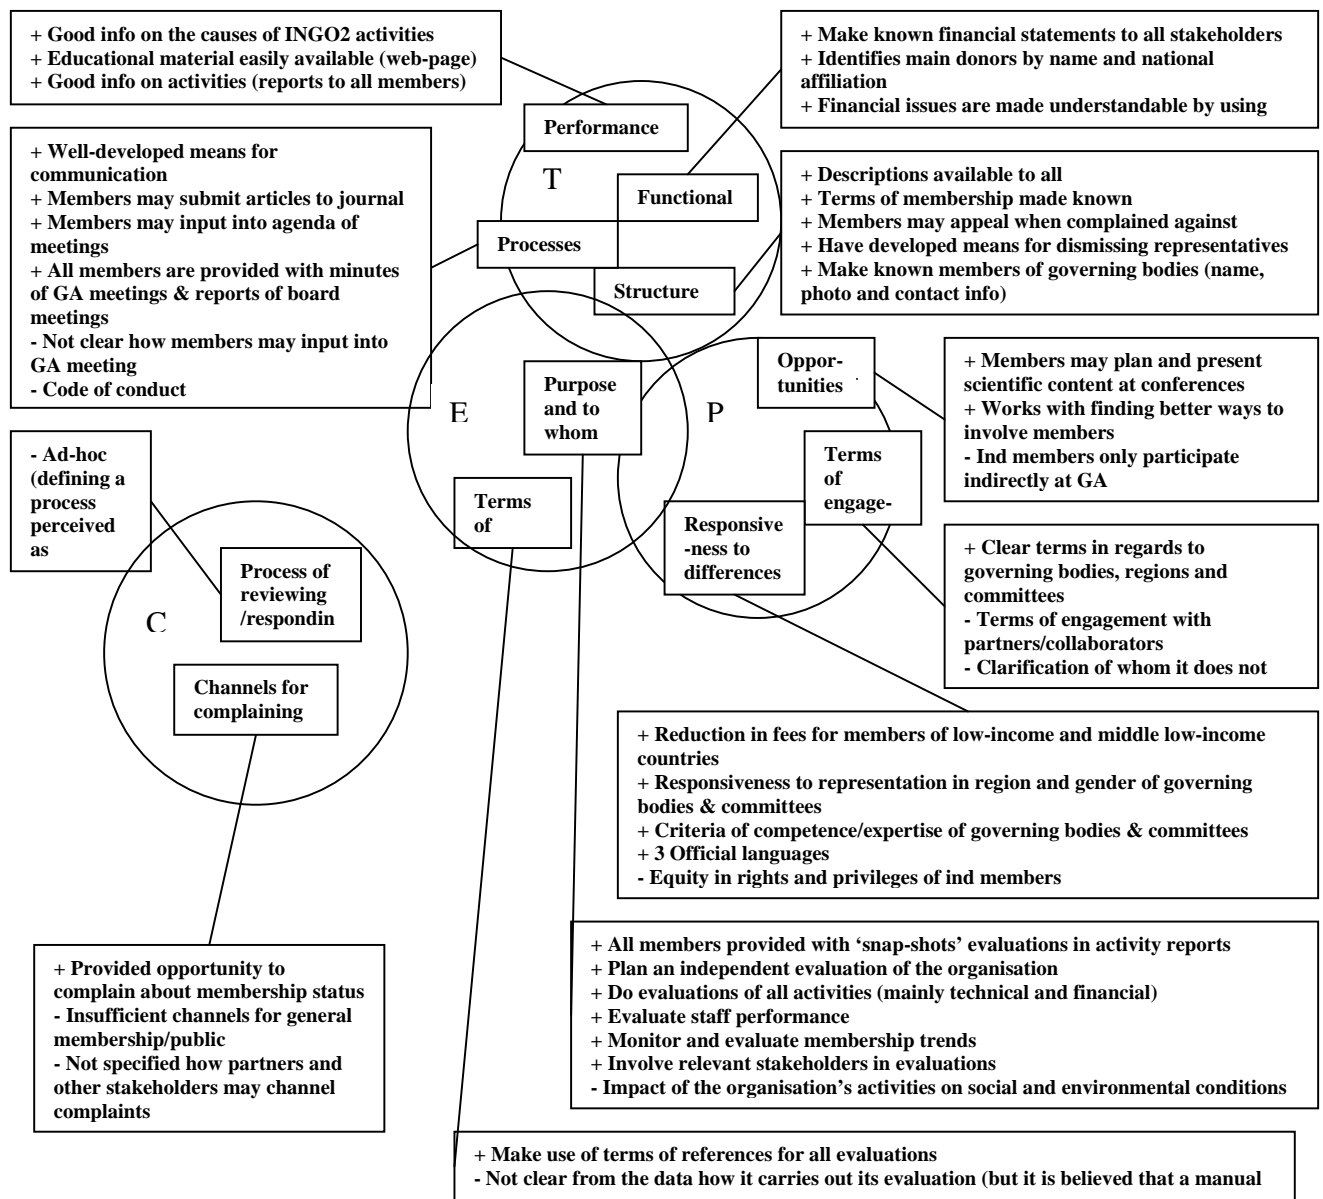 + Good info on the causes of INGO2 activities
+ Educational material easily available (web-page)
+ Good info on activities (reports to all members)
+ Make known financial statements to all stakeholders
+ Identifies main donors by name and national
affiliation
+ Financial issues are made understandable by using
Performance
T
Functional
Processes
Structure
+ Well-developed means for
communication
+ Members may submit articles to journal
+ Members may input into agenda of
meetings
+ All members are provided with minutes
of GA meetings & reports of board
meetings
- Not clear how members may input into
GA meeting
- Code of conduct
+ Descriptions available to all
+ Terms of membership made known
+ Members may appeal when complained against
+ Have developed means for dismissing representatives
+ Make known members of governing bodies (name,
photo and contact info)
Oppor-
tunities
+ Members may plan and present
scientific content at conferences
+ Works with finding better ways to
involve members
- Ind members only participate
indirectly at GA
Purpose
and to
whom
E
P
Terms
of
engage-
Terms
of
Responsive
-ness to
differences
- Ad-hoc
(defining a
process
perceived
as
+ Clear terms in regards to
governing bodies, regions and
committees
- Terms of engagement with
partners/collaborators
- Clarification of whom it does not
Process of
reviewing
/respondin
C
Channels for
complaining
+ Reduction in fees for members of low-income and middle low-income
countries
+ Responsiveness to representation in region and gender of governing
bodies & committees
+ Criteria of competence/expertise of governing bodies & committees
+ 3 Official languages
- Equity in rights and privileges of ind members
+ Provided opportunity to
complain about membership status
- Insufficient channels for general
membership/public
- Not specified how partners and
other stakeholders may channel
complaints
+ All members provided with ‘snap-shots’ evaluations in activity reports
+ Plan an independent evaluation of the organisation
+ Do evaluations of all activities (mainly technical and financial)
+ Evaluate staff performance
+ Monitor and evaluate membership trends
+ Involve relevant stakeholders in evaluations
- Impact of the organisation’s activities on social and environmental conditions
+ Make use of terms of references for all evaluations
- Not clear from the data how it carries out its evaluation (but it is believed that a manual